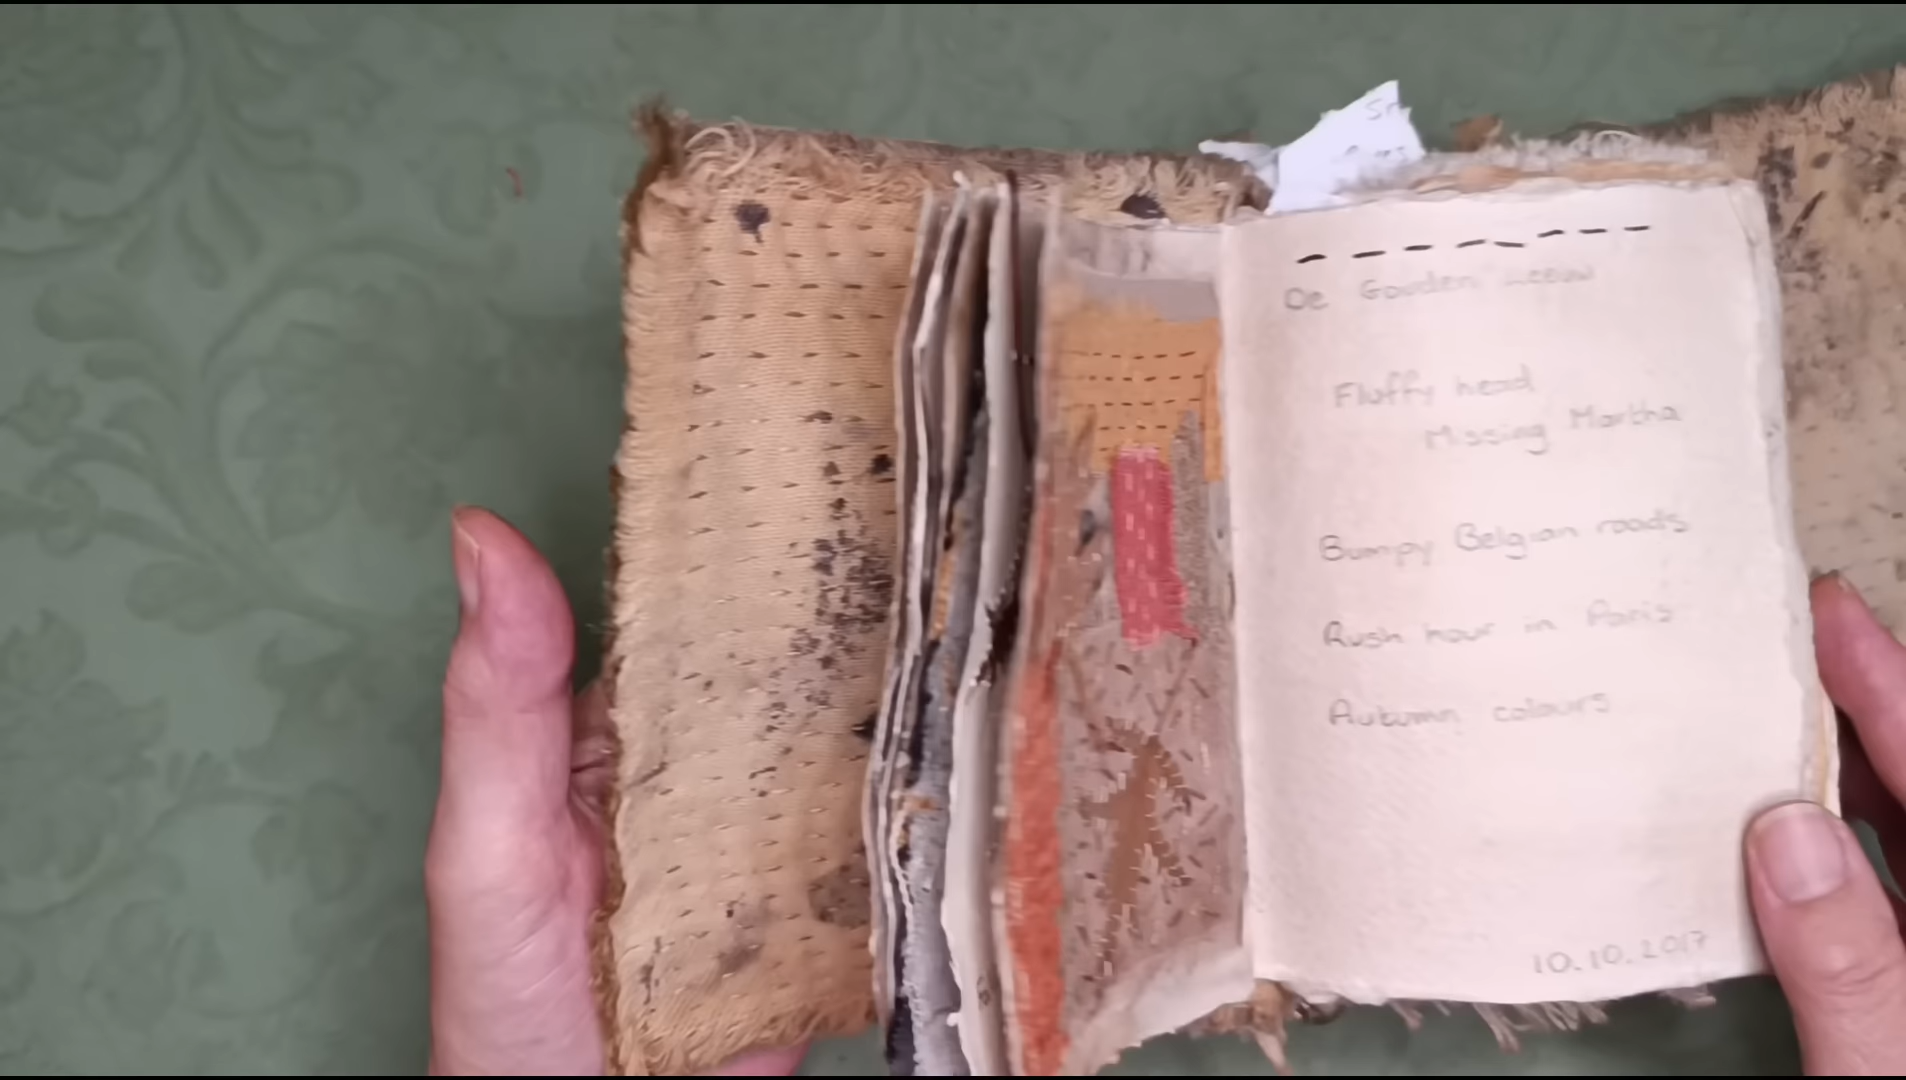 De Gouden Leeuw
Fluffy head
Missing Martha
Bumpy Belgian roads
Rush hour in Paris
Autumn colours
10.10.2017